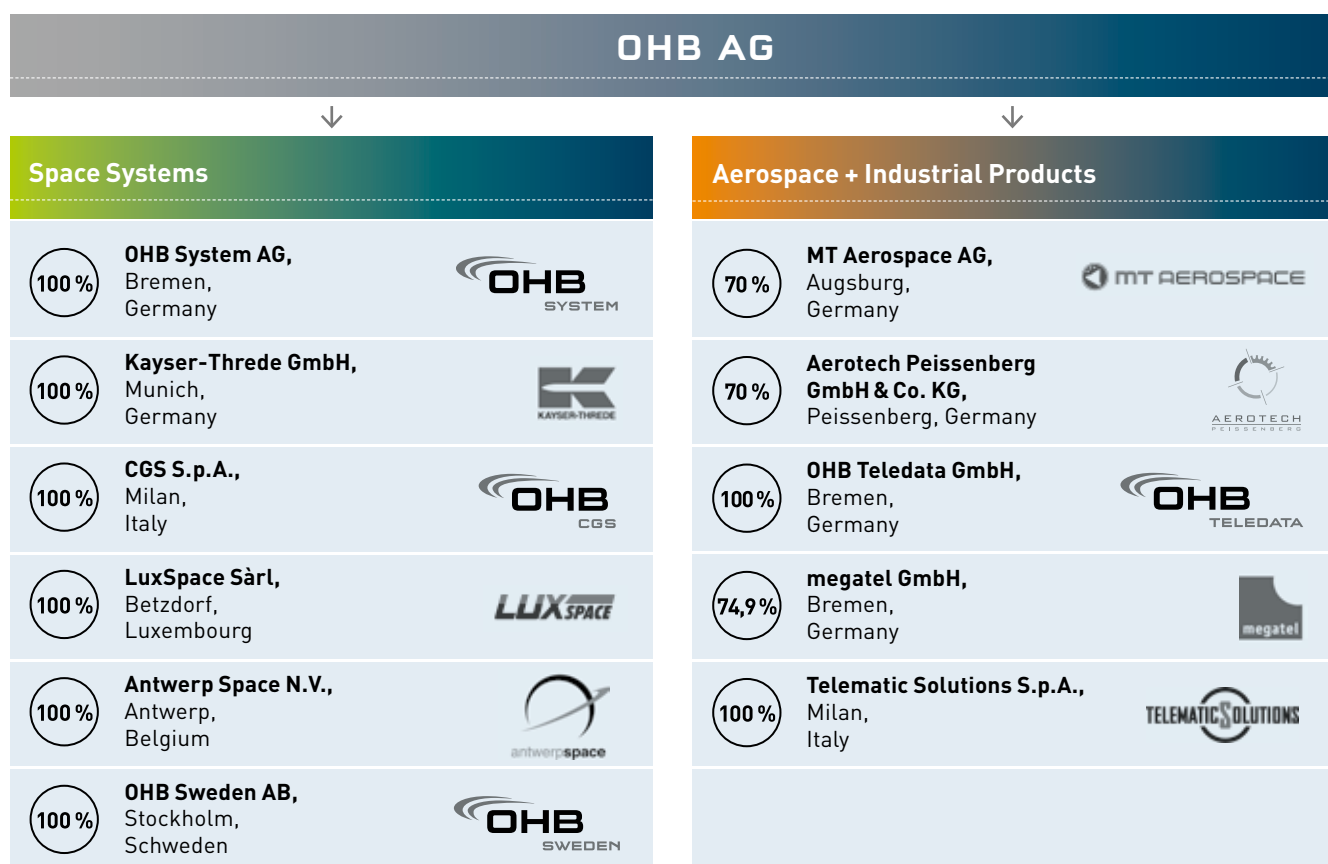 OHB AG
Space Systems
100 %
OHB System AG,
Bremen,
Germany
OHB
SYSTEM
100 %
Kayser-Threde GmbH,
Munich,
Germany
KAYSER-THREDE
100 %
CGS S.p.A.,
Milan,
Italy
OHB
CGS
100 %
LuxSpace Sàrl,
Betzdorf,
Luxembourg
LUXSPACE
100 %
Antwerp Space N.V.,
Antwerp,
Belgium
antwerpspace
100 %
OHB Sweden AB,
Stockholm,
Schweden
OHB
SWEDEN
Aerospace + Industrial Products
70 %
MT Aerospace AG,
Augsburg,
Germany
MT AEROSPACE
70 %
Aerotech Peissenberg
GmbH & Co. KG,
Peissenberg, Germany
AEROTECH
PEISSENBERG
100 %
OHB Teledata GmbH,
Bremen,
Germany
OHB
TELEDATA
74,9 %
megatel GmbH,
Bremen,
Germany
megatel
100 %
Telematic Solutions S.p.A.,
Milan,
Italy
TELEMATIC SOLUTIONS